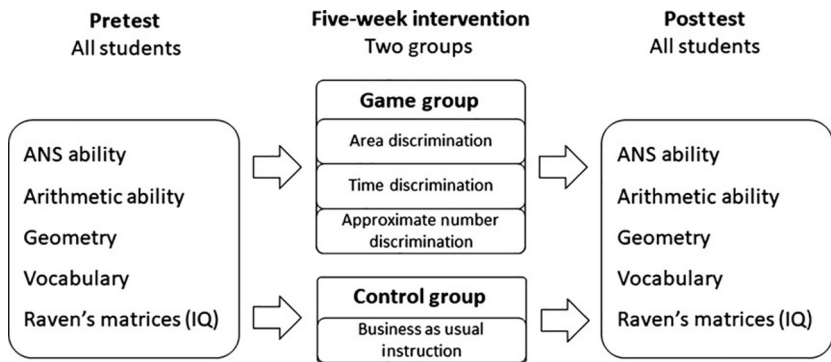 Pretest
All students
Five-week intervention
Two groups
Posttest
All students
ANS ability
Arithmetic ability
Geometry
Vocabulary
Raven's matrices (IQ)
Game group
Area discrimination
Time discrimination
Approximate number
discrimination
Control group
Business as usual
instruction
ANS ability
Arithmetic ability
Geometry
Vocabulary
Raven's matrices (IQ)